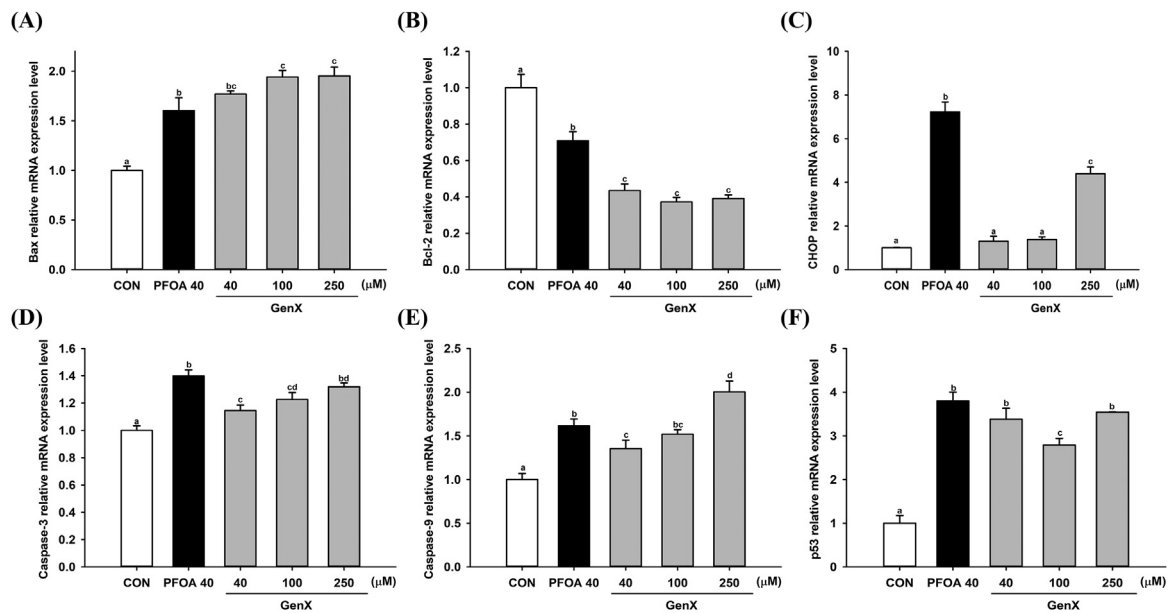 (A)
Bax relative mRNA expression level
2.0
1.5
1.0
0.5
0.0
a
b
bc
c
c
CON
PFOA 40
40
100
250
(μM)
GenX
(B)
Bcl-2 relative mRNA expression level
1.2
1.0
0.8
0.6
0.4
0.2
0.0
a
b
c
c
c
CON
PFOA 40
40
100
250
(μM)
GenX
(C)
CHOP relative mRNA expression level
10
8
6
4
2
0
a
b
a
a
c
CON
PFOA 40
40
100
250
(μM)
GenX
(D)
Caspase-3 relative mRNA expression level
1.6
1.4
1.2
1.0
0.8
0.6
0.4
0.2
0.0
a
b
c
cd
bd
CON
PFOA 40
40
100
250
(μM)
GenX
(E)
Caspase-9 relative mRNA expression level
2.5
2.0
1.5
1.0
0.5
0.0
a
b
c
bc
d
CON
PFOA 40
40
100
250
(μM)
GenX
(F)
p53 relative mRNA expression level
5
4
3
2
1
0
a
b
b
c
b
CON
PFOA 40
40
100
250
(μM)
GenX